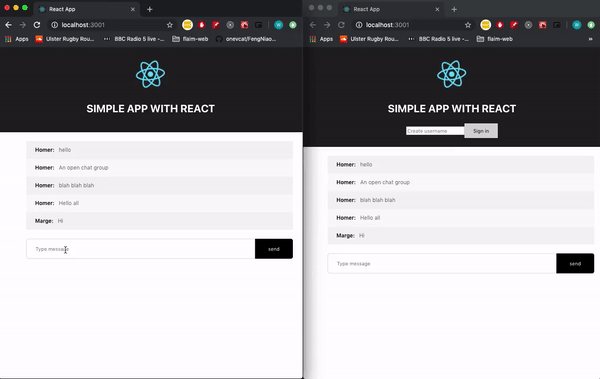 React App
localhost:3001
Apps Ulster Rugby Rou... BBC Radio 5 live -... flaim-web onevcat/FengNiao... »
SIMPLE APP WITH REACT
Homer: hello
Homer: An open chat group
Homer: blah blah blah
Homer: Hello all
Marge: Hi
Type message send
React App
localhost:3001
Apps Ulster Rugby Rou... BBC Radio 5 live -... flaim-web »
SIMPLE APP WITH REACT
Create username Sign in
Homer: hello
Homer: An open chat group
Homer: blah blah blah
Homer: Hello all
Marge: Hi
Type message send